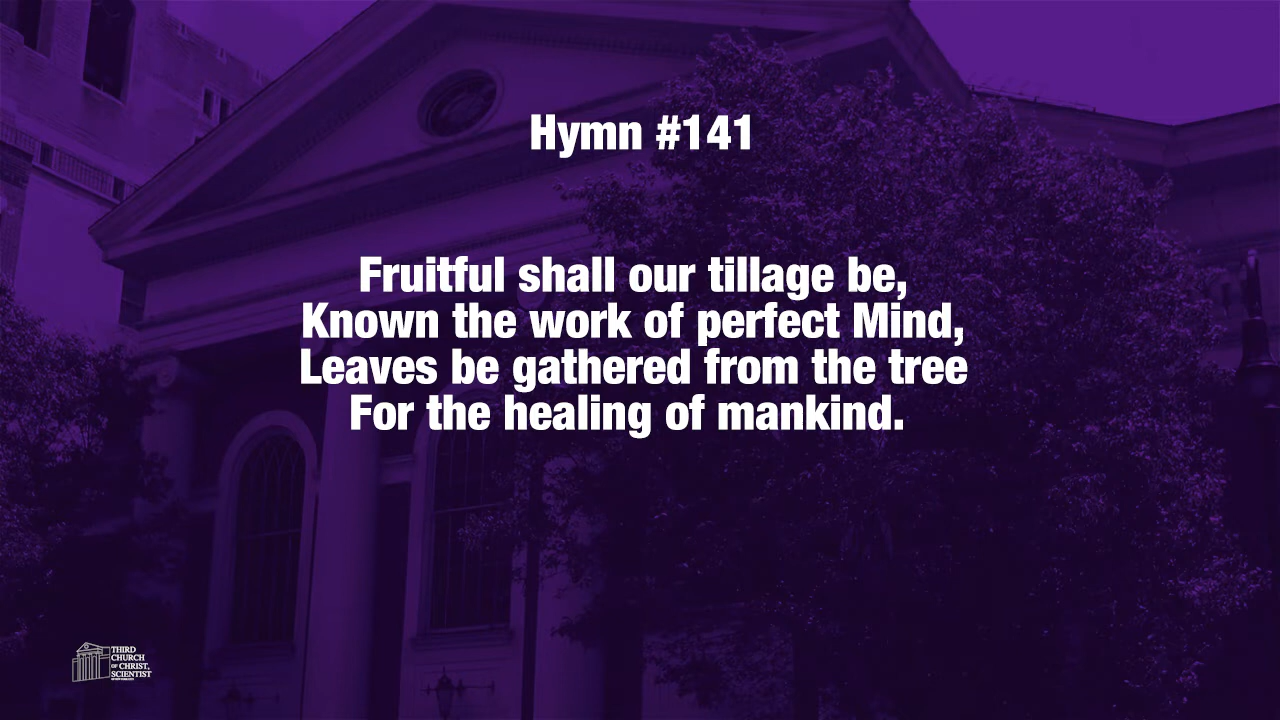 Hymn #141
Fruitful shall our tillage be,
Known the work of perfect Mind,
Leaves be gathered from the tree
For the healing of mankind.
THIRD
CHURCH
OF CHRIST,
SCIENTIST